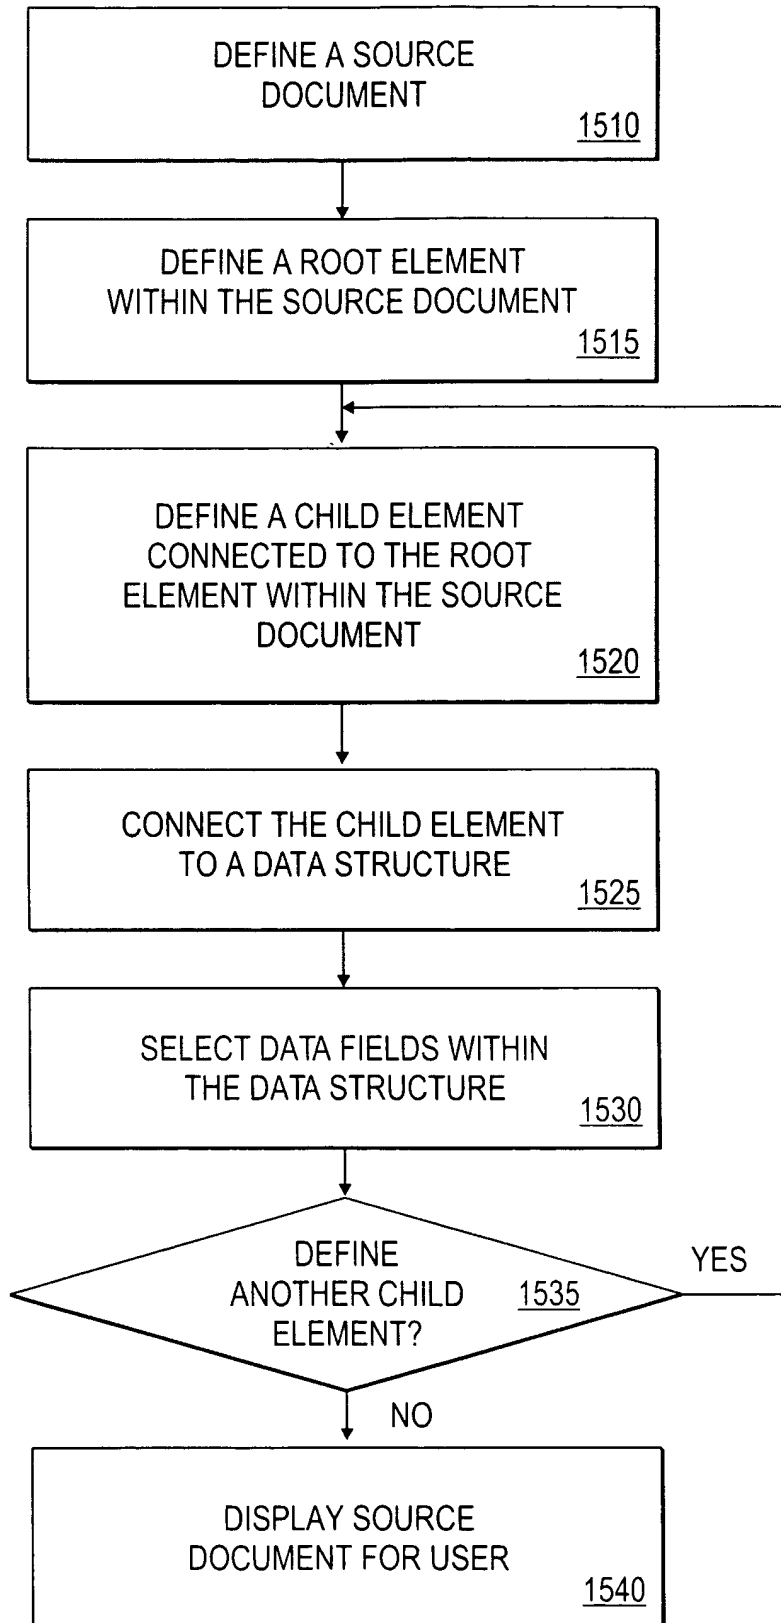 DEFINE A SOURCE
DOCUMENT
1510
DEFINE A ROOT ELEMENT
WITHIN THE SOURCE DOCUMENT
1515
DEFINE A CHILD ELEMENT
CONNECTED TO THE ROOT
ELEMENT WITHIN THE SOURCE
DOCUMENT
1520
CONNECT THE CHILD ELEMENT
TO A DATA STRUCTURE
1525
SELECT DATA FIELDS WITHIN
THE DATA STRUCTURE
1530
DEFINE
ANOTHER CHILD
ELEMENT?
1535
YES
NO
DISPLAY SOURCE
DOCUMENT FOR USER
1540